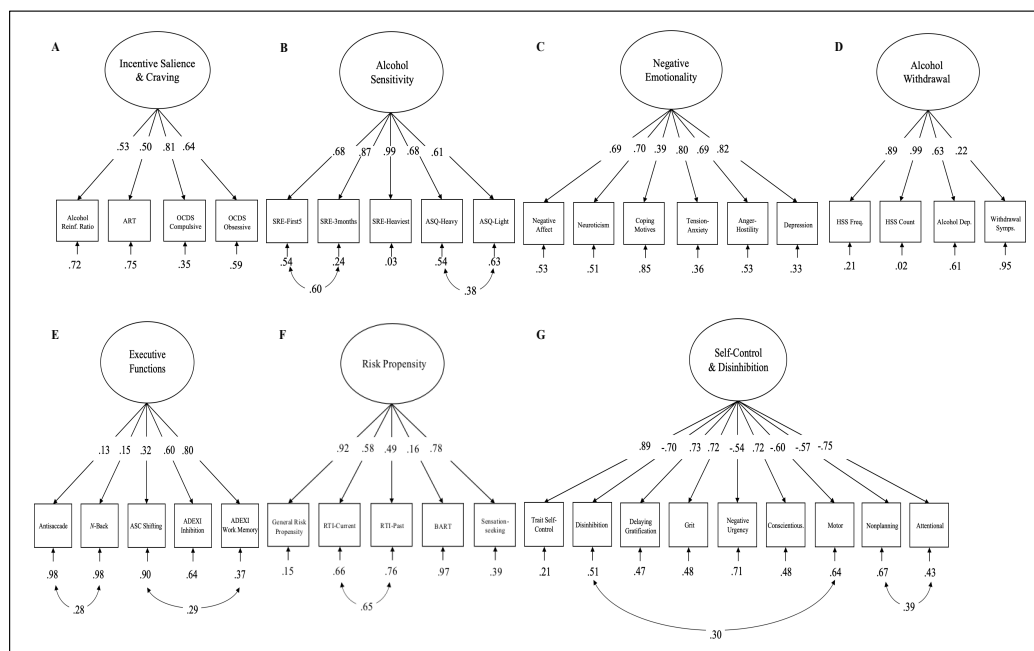 A
Incentive Salience
& Craving
.53 .50 .81 .64
Alcohol
Reinf. Ratio
ART
OCDS
Compulsive
OCDS
Obsessive
.72 .75 .35 .59
B
Alcohol
Sensitivity
.68 .87 .99 .68 .61
SRE-First5
SRE-3months
SRE-Heaviest
ASQ-Heavy
ASQ-Light
.54 .24 .03 .54 .63
.60 .38
C
Negative
Emotionality
.69 .70 .39 .80 .69 .82
Negative
Affect
Neuroticism
Coping
Motives
Tension-
Anxiety
Anger-
Hostility
Depression
.53 .51 .85 .36 .53 .33
D
Alcohol
Withdrawal
.89 .99 .63 .22
HSS Freq.
HSS Count
Alcohol Dep.
Withdrawal
Symps.
.21 .02 .61 .95
E
Executive
Functions
.13 .15 .32 .60 .80
Antisaccade
N-Back
ASC Shifting
ADEXI
Inhibition
ADEXI
Work Memory
.98 .98 .90 .64 .37
.28 .29
F
Risk Propensity
.92 .58 .49 .16 .78
General Risk
Propensity
RTI-Current
RTI-Past
BART
Sensation-
seeking
.15 .66 .76 .97 .39
.65
G
Self-Control
& Disinhibition
.89 -.70 .73 .72 -.54 .72 -.60 -.57 -.75
Trait Self-
Control
Disinhibition
Delaying
Gratification
Grit
Negative
Urgency
Conscientious.
Motor
Nonplanning
Attentional
.21 .51 .47 .48 .71 .48 .64 .67 .43
.30 .39